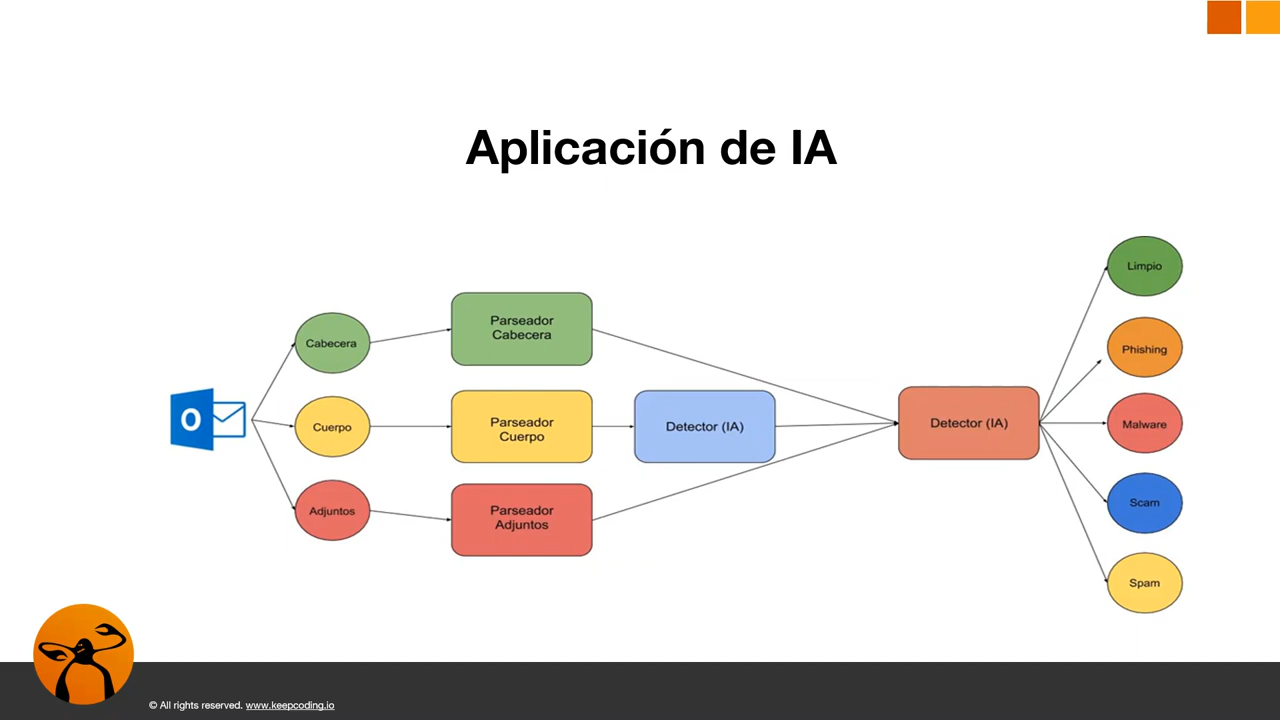 Aplicación de IA
Cabecera
Cuerpo
Adjuntos
Parseador
Cabecera
Parseador
Cuerpo
Parseador
Adjuntos
Detector (IA)
Detector (IA)
Limpio
Phishing
Malware
Scam
Spam
O
© All rights reserved. www.keepcoding.io